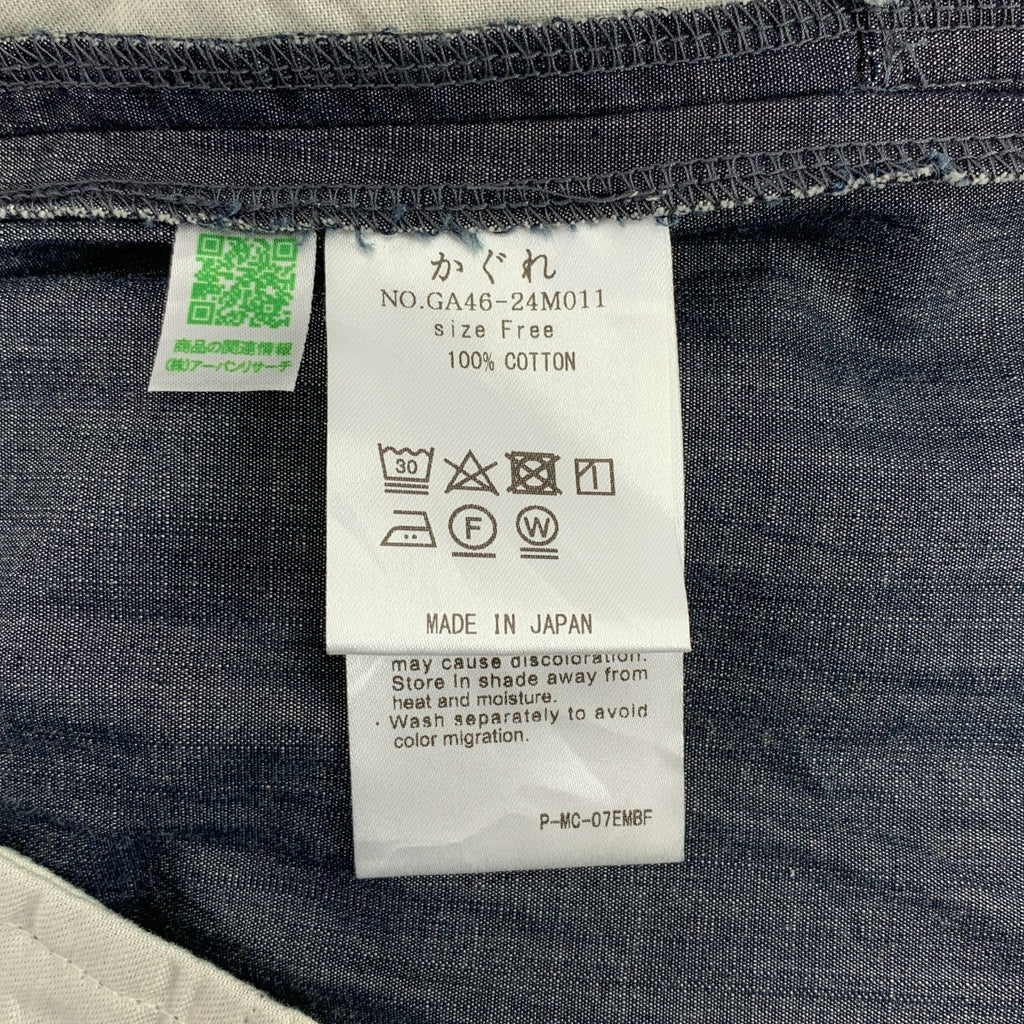 商品の関連情報
(株)アーバンリサーチ
かぐれ
NO.GA46-24M011
size Free
100% COTTON
30
1
F W
MADE IN JAPAN
may cause discoloration.
Store in shade away from
heat and moisture.
· Wash separately to avoid
color migration.
P-MC-07EMBF